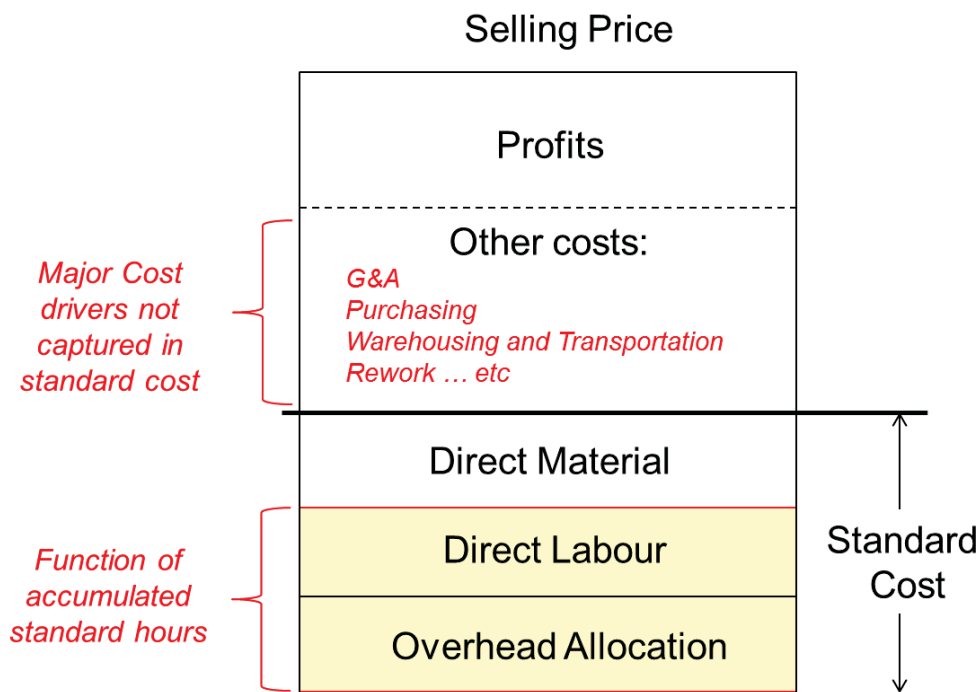 Selling Price
Profits
Other costs:
G&A
Purchasing
Warehousing and Transportation
Rework … etc
Major Cost
drivers not
captured in
standard cost
Direct Material
Direct Labour
Overhead Allocation
Function of
accumulated
standard hours
Standard
Cost